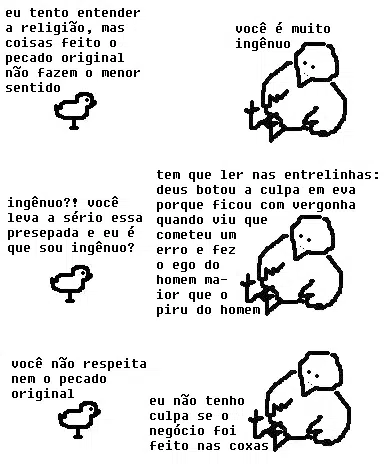 eu tento entender
a religião, mas
coisas feito o
pecado original
não fazem o menor
sentido
você é muito
ingênuo
ingênuo?! você
leva a sério essa
presepada e eu é
que sou ingênuo?
tem que ler nas entrelinhas:
deus botou a culpa em eva
porque ficou com vergonha
quando viu que
cometeu um
erro e fez
o ego do
homem ma-
ior que o
piru do homem
você não respeita
nem o pecado
original
eu não tenho
culpa se o
negócio foi
feito nas coxas